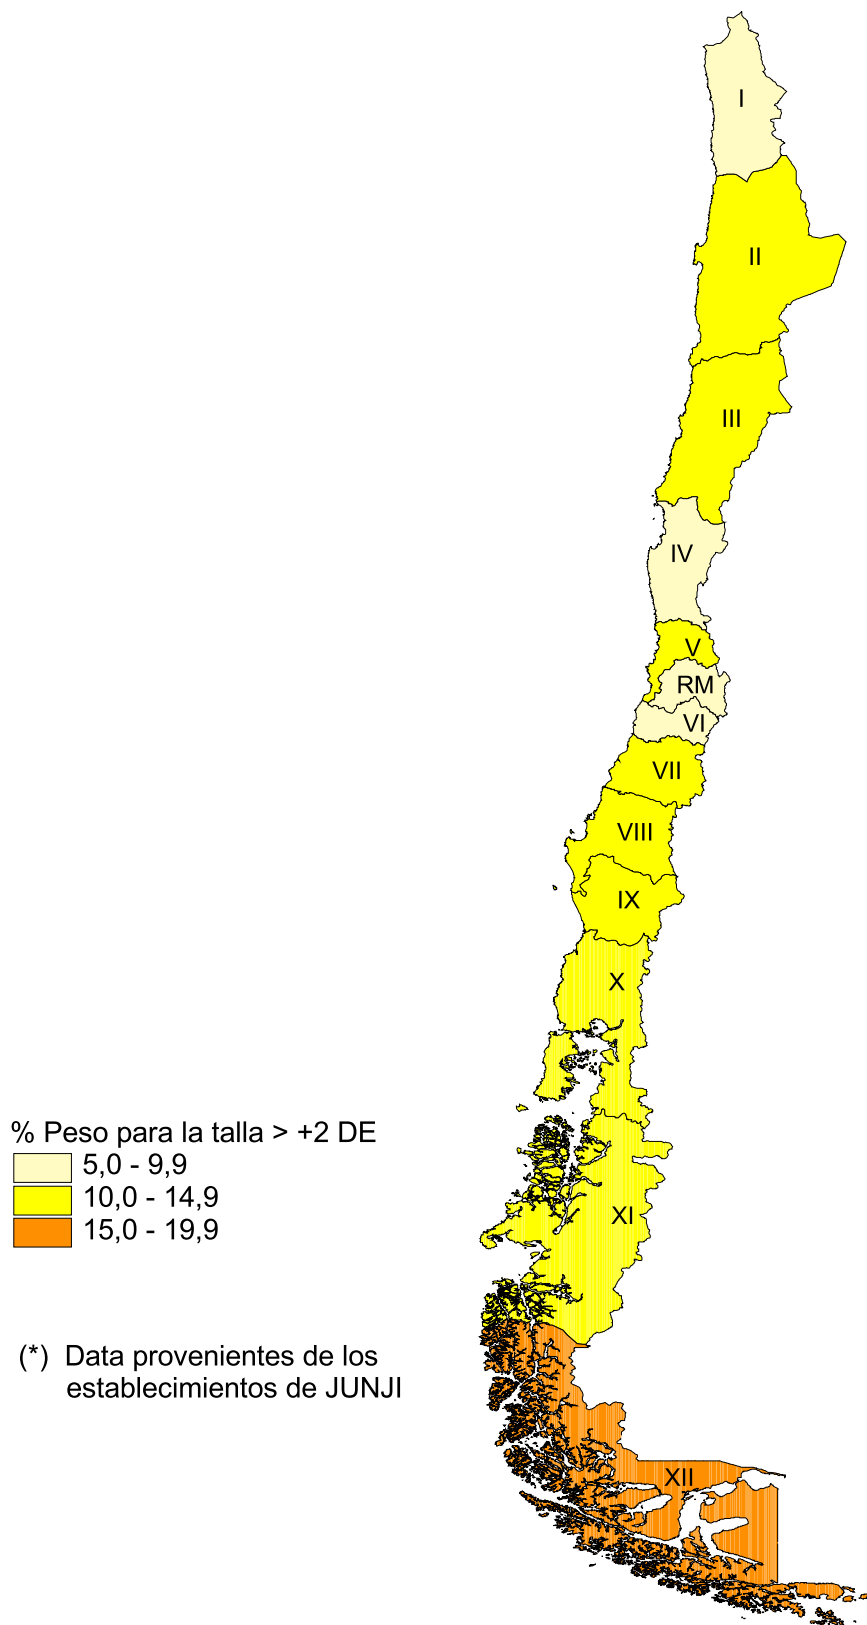 I
II
III
IV
V
RM
VI
VII
VIII
IX
X
XI
XII
% Peso para la talla > +2 DE
5,0 - 9,9
10,0 - 14,9
15,0 - 19,9
(*) Data provenientes de los
establecimientos de JUNJI